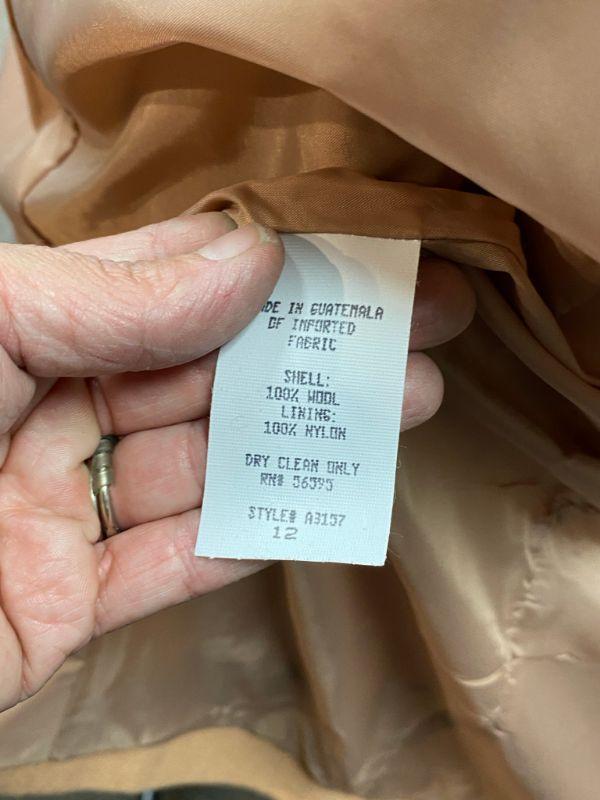 DE IN GUATEMALA
OF IMPORTED
FABRIC
SHELL:
100% WOOL
LINING:
100% NYLON
DRY CLEAN ONLY
RN# 56595
STYLE# A3157
12